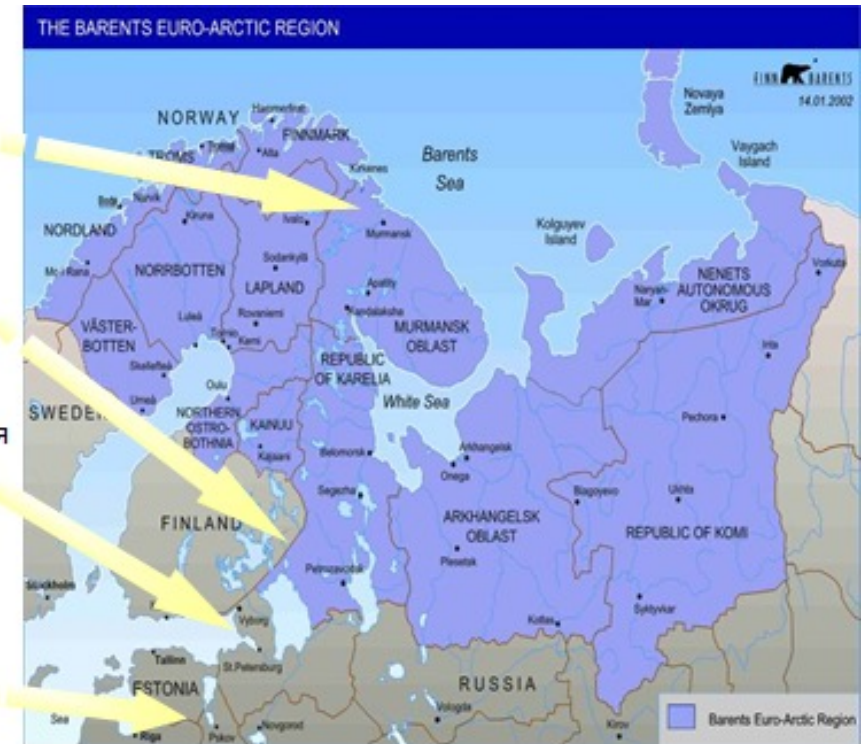 THE BARENTS EURO-ARCTIC REGION
FINN BARENTS
14.01.2002
Novaya
Zemlya
NORWAY
Hammerfest
FINNMARK
TROMS
Alta
Kirkenes
Barents
Sea
Vaygach
Island
Bodø
Narvik
Kiruna
Ivalo
Murmansk
Kolguyev
Island
NORDLAND
Mo i Rana
NORRBOTTEN
Sodankylä
LAPLAND
Apatity
Kandalaksha
Naryan-
Mar
NENETS
AUTONOMOUS
OKRUG
Vorkuta
VÄSTER-
BOTTEN
Luleå
Rovaniemi
Tornio
Kemi
MURMANSK
OBLAST
Inta
Skellefteå
REPUBLIC
OF KARELIA
Oulu
White Sea
SWEDEN
Umeå
NORTHERN
OSTRO-
BOTHNIA
KAINUU
Kajaani
Pechora
Я
Belomorsk
Arkhangelsk
Onega
Segezha
Blagoyevo
Ukhta
FINLAND
ARKHANGELSK
OBLAST
REPUBLIC OF KOMI
Plesetsk
Petrozavodsk
Stockholm
Vyborg
Syktyvkar
Kotlas
Tallinn
St.Petersburg
ESTONIA
RUSSIA
Sea
Riga
Pskov
Novgorod
Vologda
Kirov
Barents Euro-Arctic Region